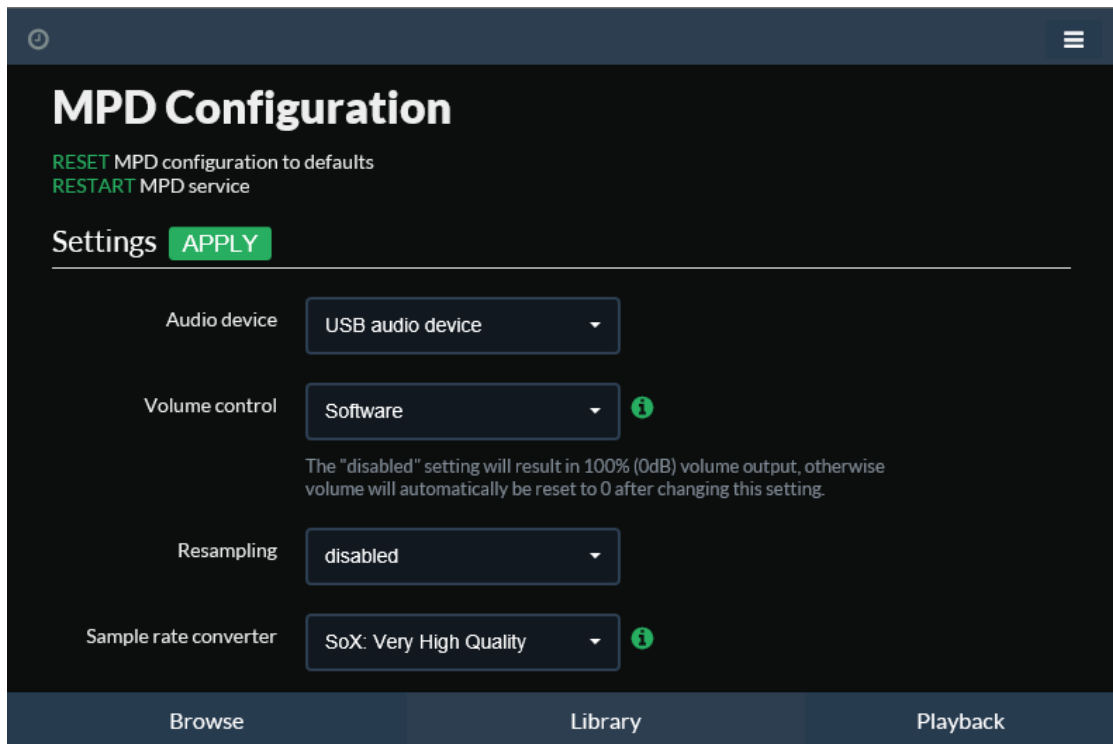 MPD Configuration
RESET MPD configuration to defaults
RESTART MPD service
Settings APPLY
Audio device USB audio device
Volume control Software
The "disabled" setting will result in 100% (0dB) volume output, otherwise
volume will automatically be reset to 0 after changing this setting.
Resampling disabled
Sample rate converter SoX: Very High Quality
Browse Library Playback